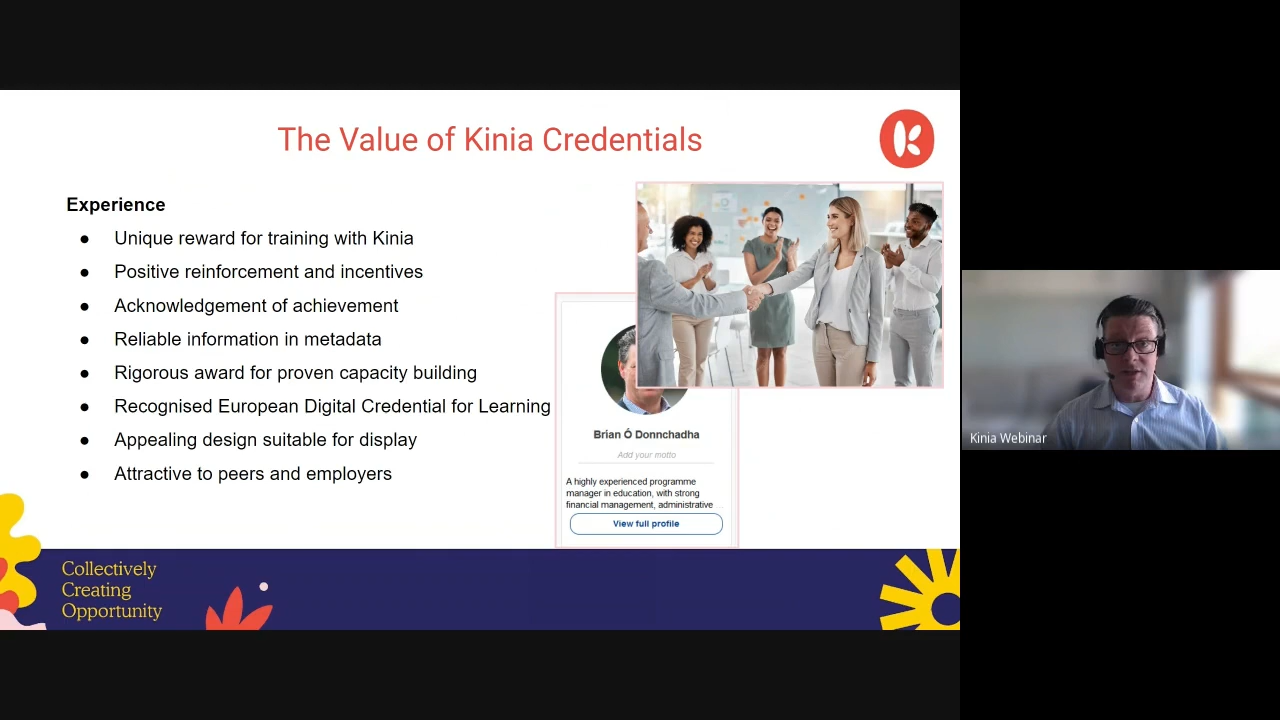 The Value of Kinia Credentials
Experience
● Unique reward for training with Kinia
● Positive reinforcement and incentives
● Acknowledgement of achievement
● Reliable information in metadata
● Rigorous award for proven capacity building
● Recognised European Digital Credential for Learning
● Appealing design suitable for display
● Attractive to peers and employers
Brían Ó Donnchadha
Add your motto
A highly experienced programme
manager in education, with strong
financial management, administrative ...
View full profile
Collectively
Creating
Opportunity
Kinia Webinar